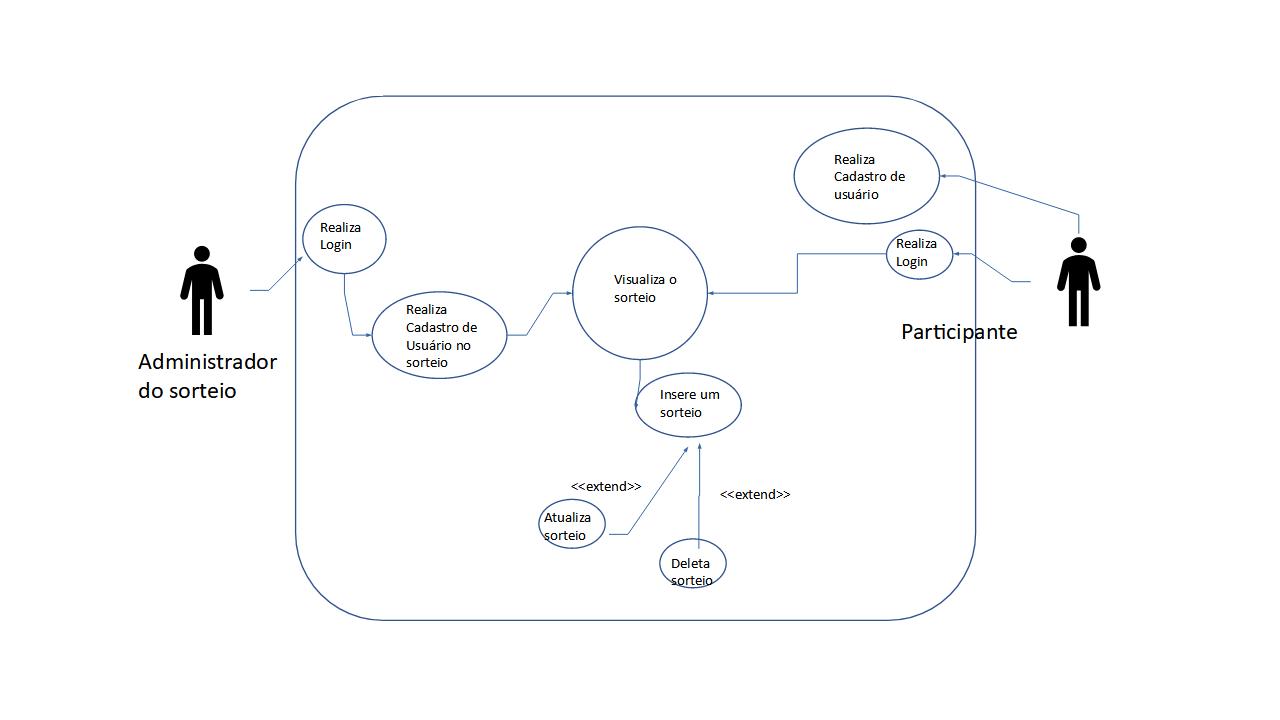 Realiza
Cadastro de
usuário
Realiza
Login
Realiza
Login
Visualiza o
sorteio
Realiza
Cadastro de
Usuário no
sorteio
Participante
Administrador
do sorteio
Insere um
sorteio
<<extend>>
<<extend>>
Atualiza
sorteio
Deleta
sorteio